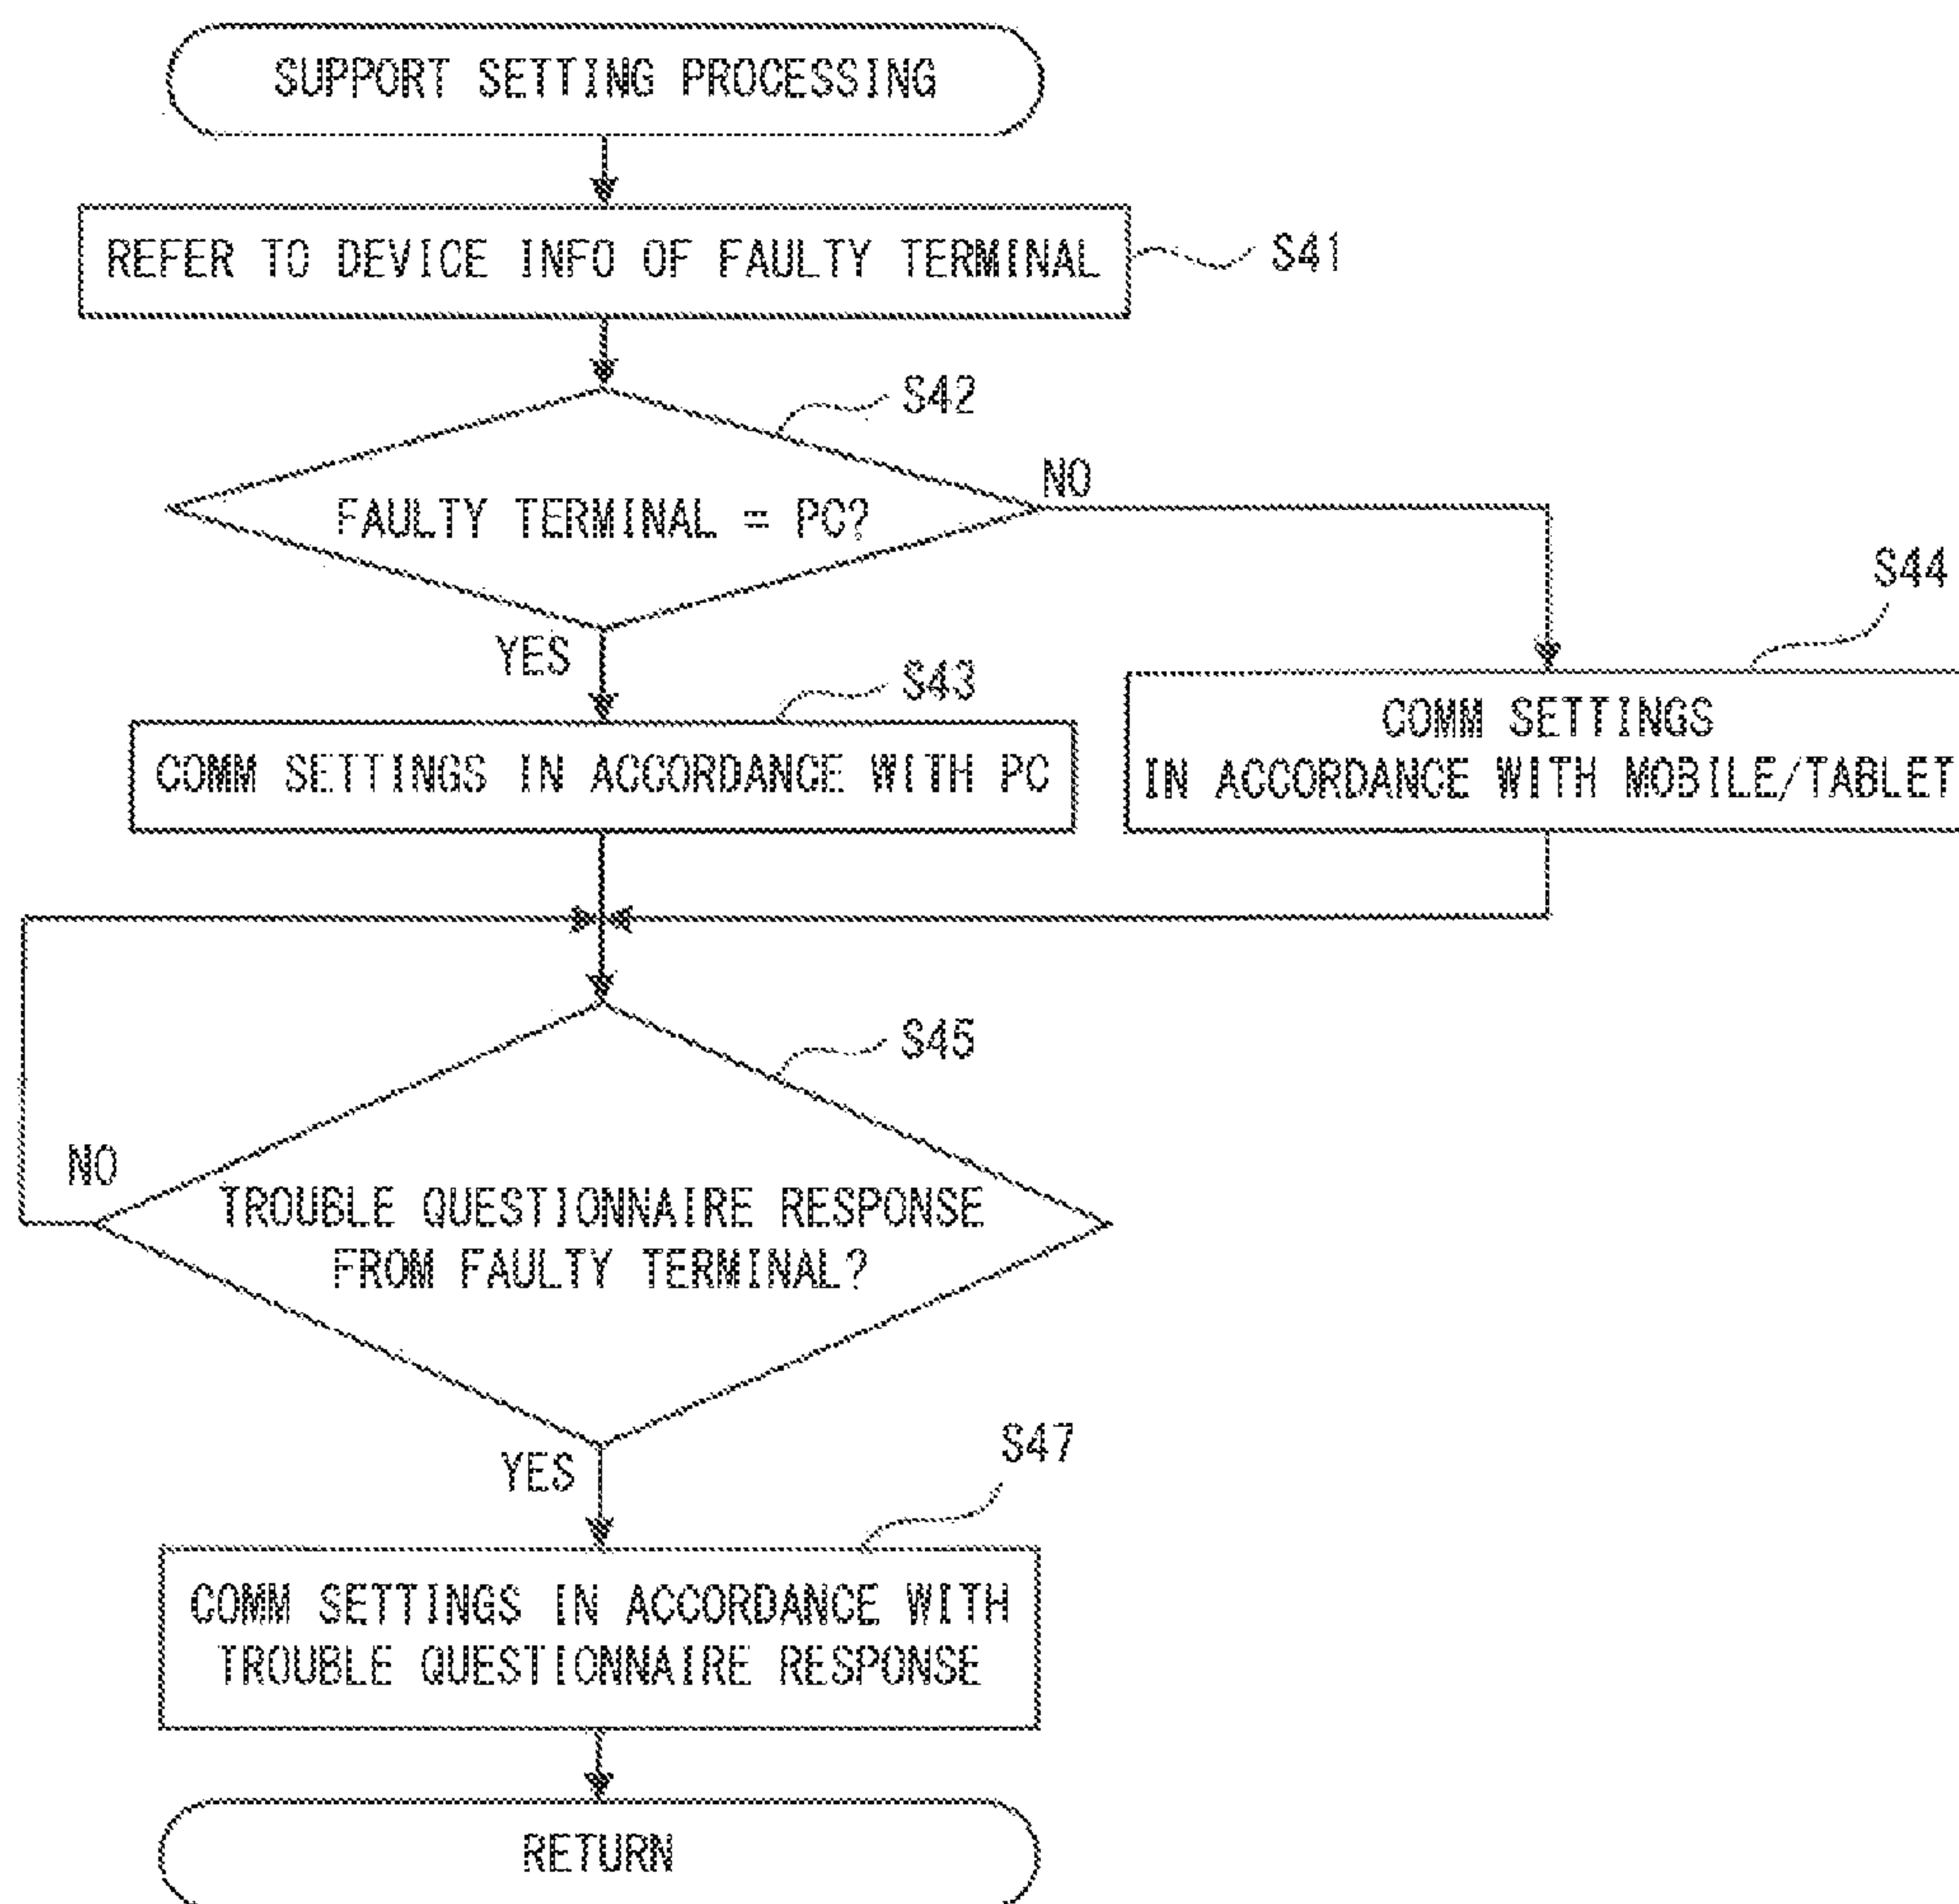 SUPPORT SETTING PROCESSING
REFER TO DEVICE INFO OF FAULTY TERMINAL
S41
S42
FAULTY TERMINAL = PC?
NO
YES
S44
S43
COMM SETTINGS IN ACCORDANCE WITH PC
COMM SETTINGS
IN ACCORDANCE WITH MOBILE/TABLET
S45
NO
TROUBLE QUESTIONNAIRE RESPONSE
FROM FAULTY TERMINAL?
YES
S47
COMM SETTINGS IN ACCORDANCE WITH
TROUBLE QUESTIONNAIRE RESPONSE
RETURN